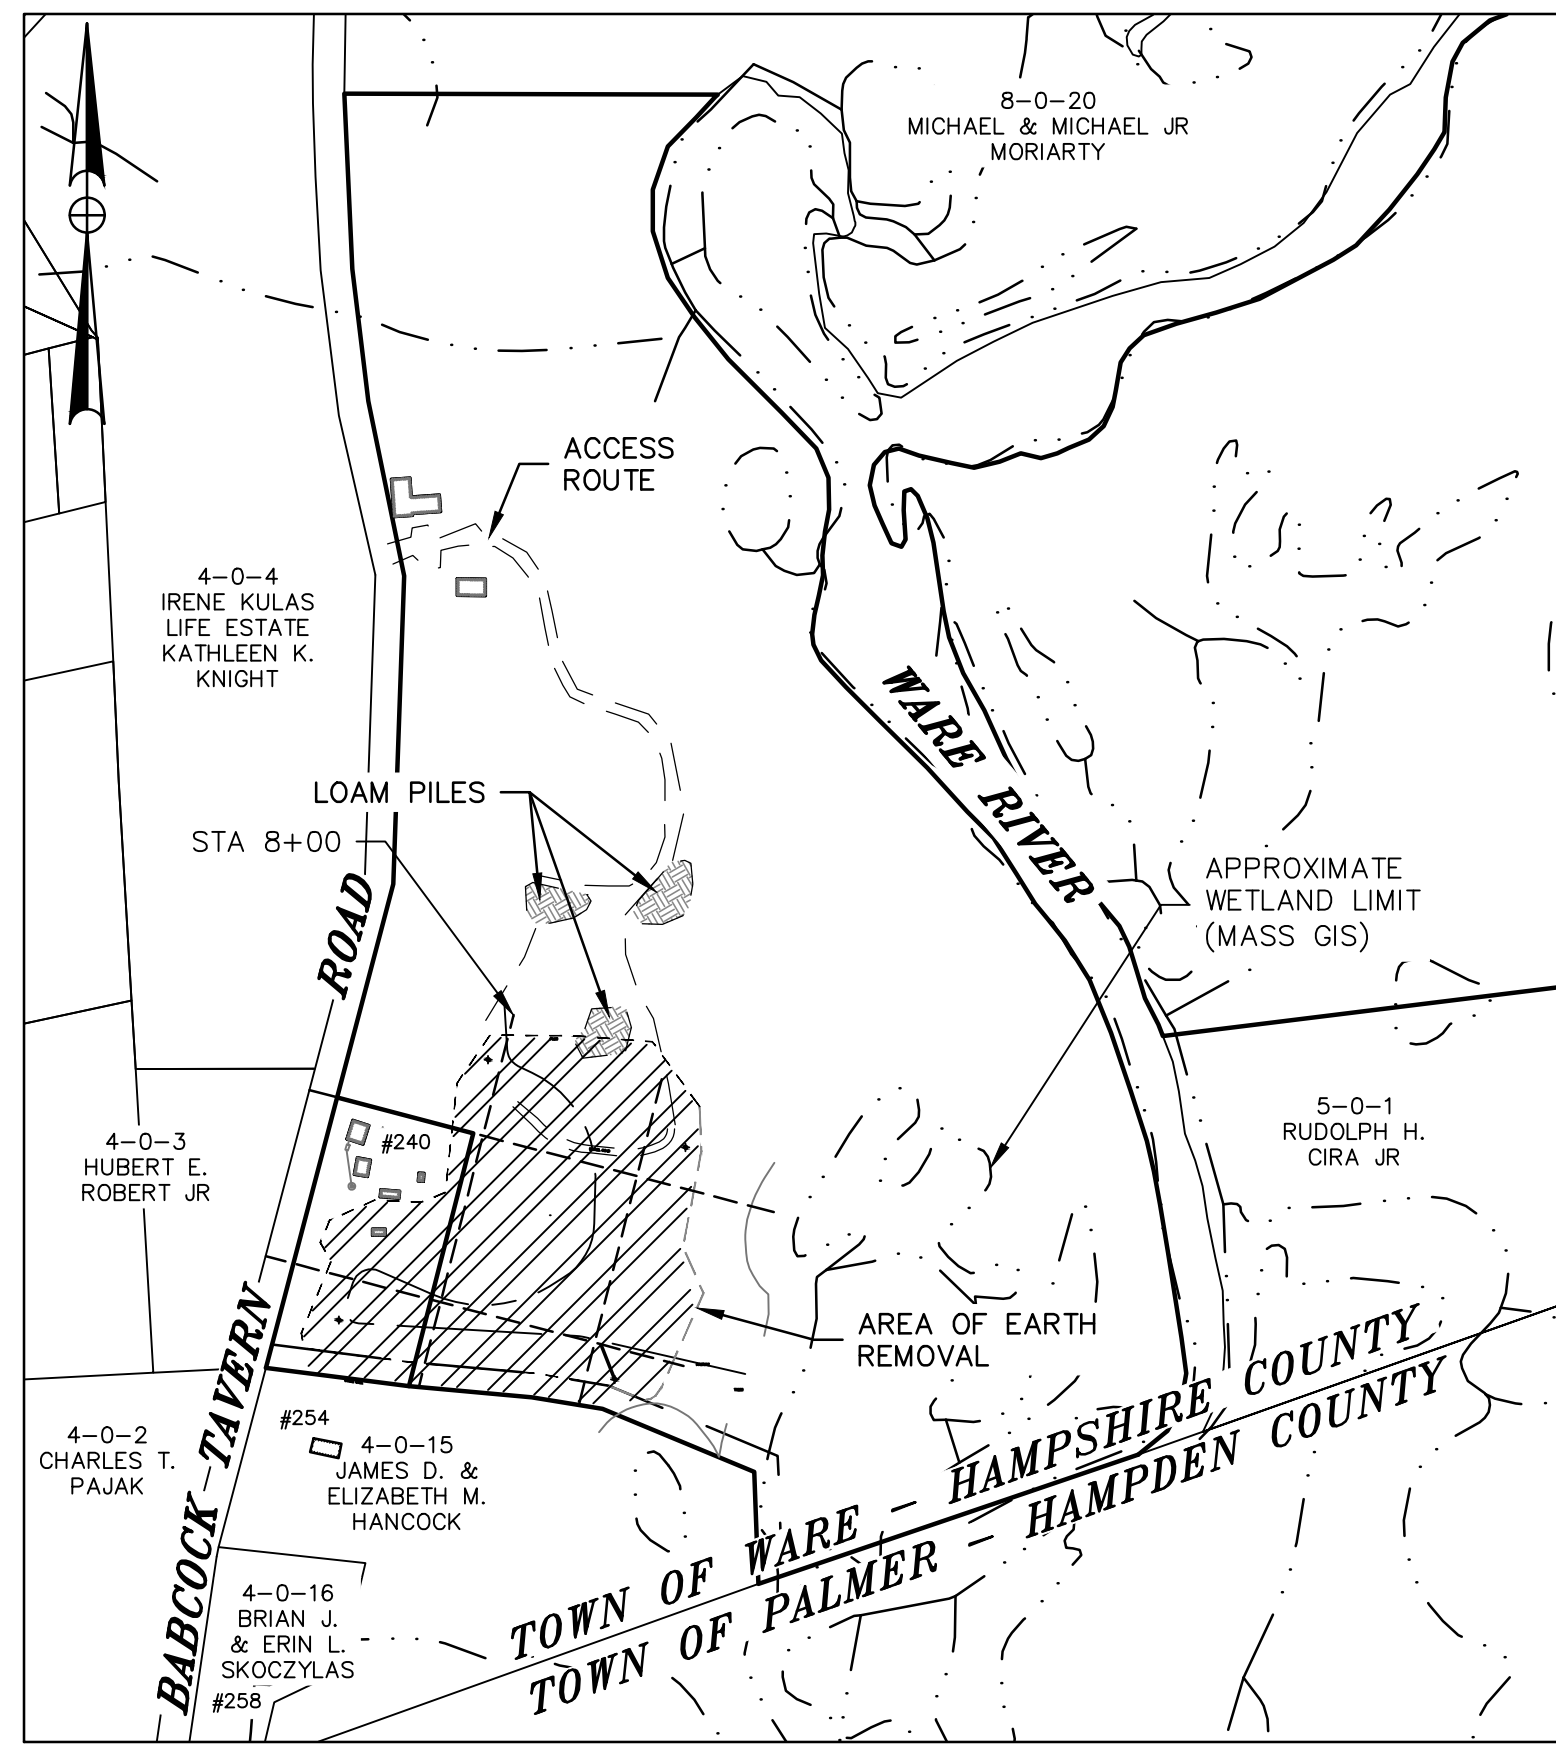 8-0-20
MICHAEL & MICHAEL JR
MORIARTY
ACCESS
ROUTE
4-0-4
IRENE KULAS
LIFE ESTATE
KATHLEEN K.
KNIGHT
WARE RIVER
LOAM PILES
STA 8+00
APPROXIMATE
WETLAND LIMIT
(MASS GIS)
BABCOCK TAVERN ROAD
4-0-3
HUBERT E.
ROBERT JR
#240
5-0-1
RUDOLPH H.
CIRA JR
AREA OF EARTH
REMOVAL
4-0-2
CHARLES T.
PAJAK
#254
4-0-15
JAMES D. &
ELIZABETH M.
HANCOCK
TOWN OF WARE - HAMPSHIRE COUNTY
TOWN OF PALMER - HAMPDEN COUNTY
4-0-16
BRIAN J.
& ERIN L.
SKOCZYLAS
#258